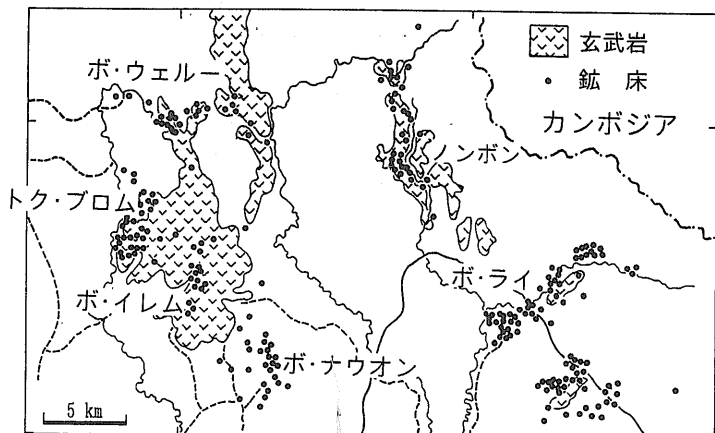 玄武岩
鉱 床
カンボジア
ボ・ウェルー
ノンボン
トク・ブロム
ボ・ライ
ボ・イレム
ボ・ナウオン
5 km